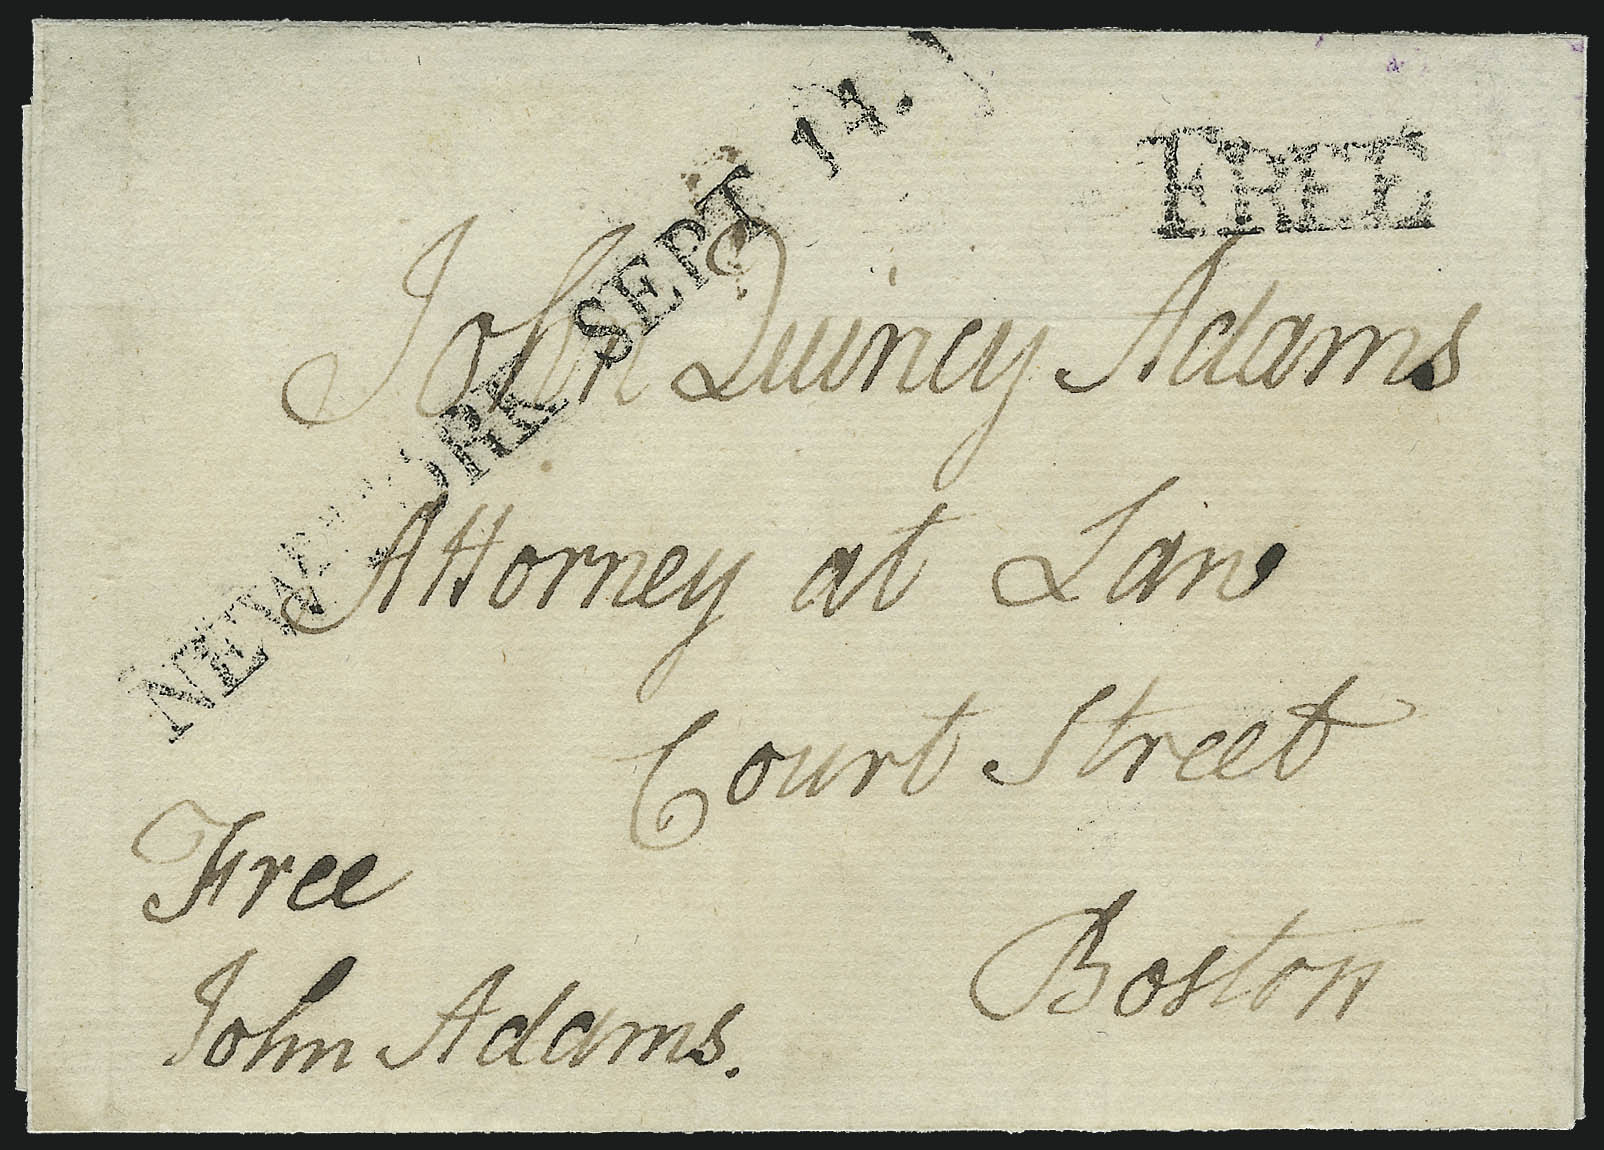 NEW-YORK SEPT 14.
FREE
John Quincy Adams
Attorney at Law
Court Street
Boston
Free
John Adams.